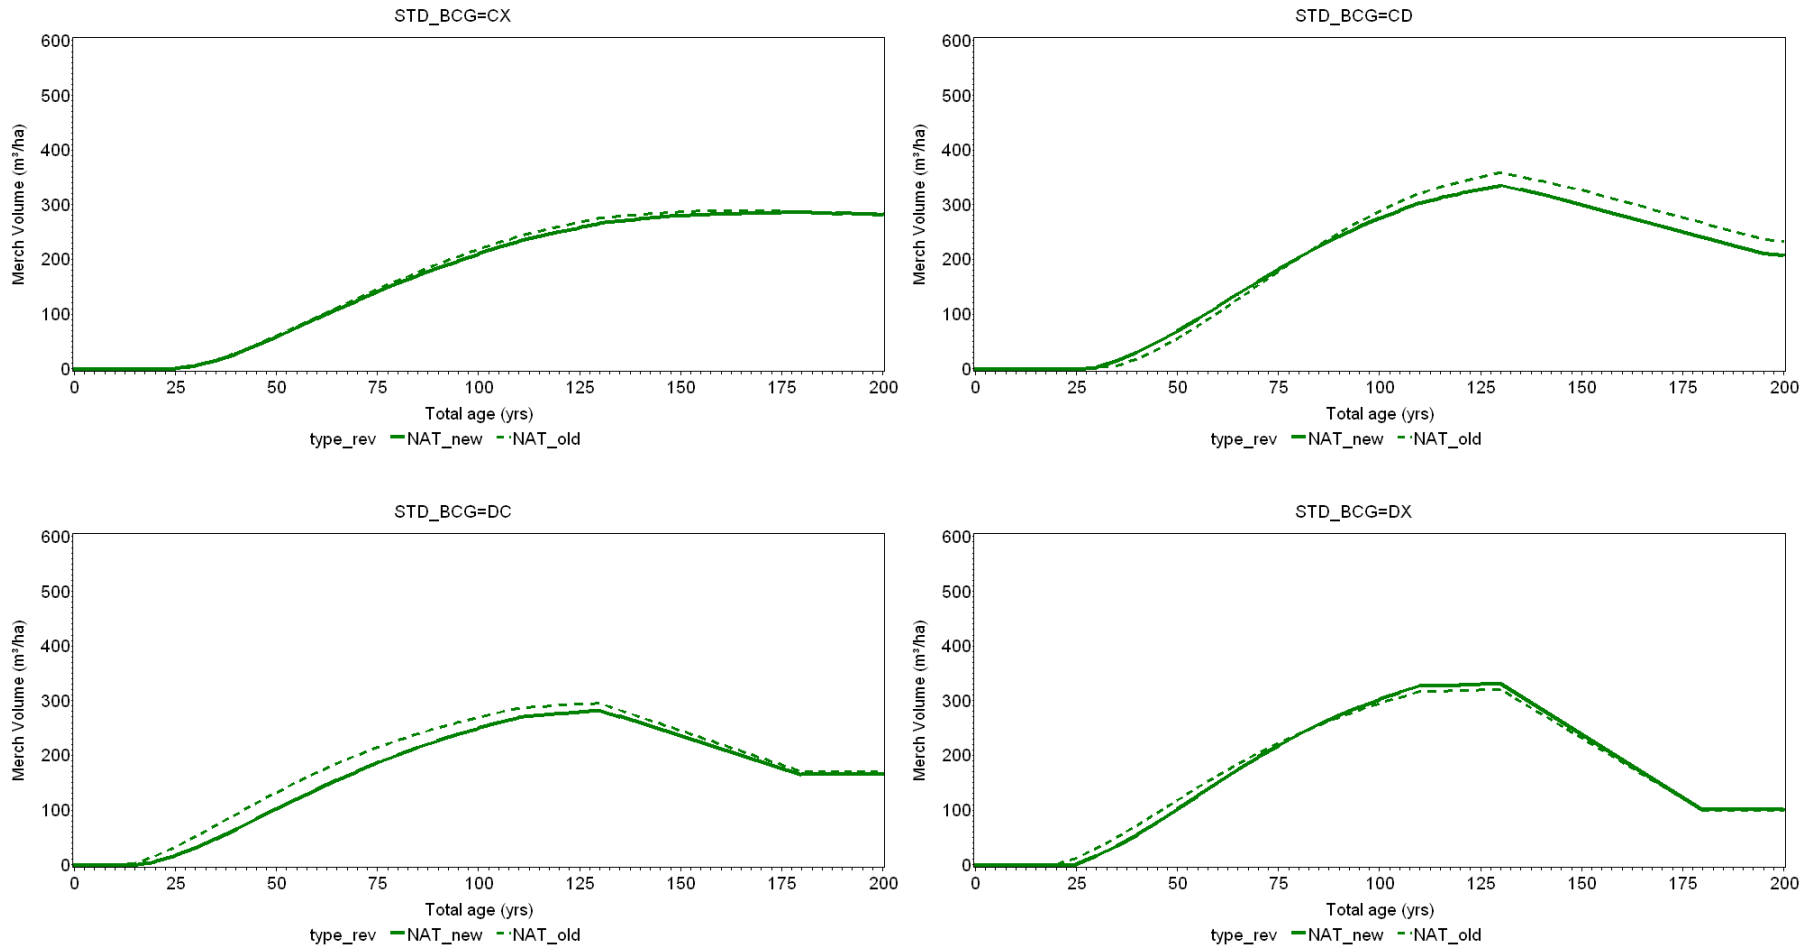 STD_BCG=CX
600
500
400
300
200
100
0
Merch Volume (m³/ha)
0 25 50 75 100 125 150 175 200
Total age (yrs)
type_rev NAT_new NAT_old
STD_BCG=CD
600
500
400
300
200
100
0
Merch Volume (m³/ha)
0 25 50 75 100 125 150 175 200
Total age (yrs)
type_rev NAT_new NAT_old
STD_BCG=DC
600
500
400
300
200
100
0
Merch Volume (m³/ha)
0 25 50 75 100 125 150 175 200
Total age (yrs)
type_rev NAT_new NAT_old
STD_BCG=DX
600
500
400
300
200
100
0
Merch Volume (m³/ha)
0 25 50 75 100 125 150 175 200
Total age (yrs)
type_rev NAT_new NAT_old